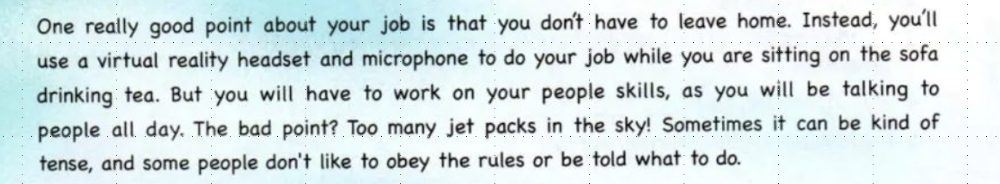 One really good point about your job is that you don't have to leave home. Instead, you'll
use a virtual reality headset and microphone to do your job while you are sitting on the sofa
drinking tea. But you will have to work on your people skills, as you will be talking to
people all day. The bad point? Too many jet packs in the sky! Sometimes it can be kind of
tense, and some people don't like to obey the rules or be told what to do.